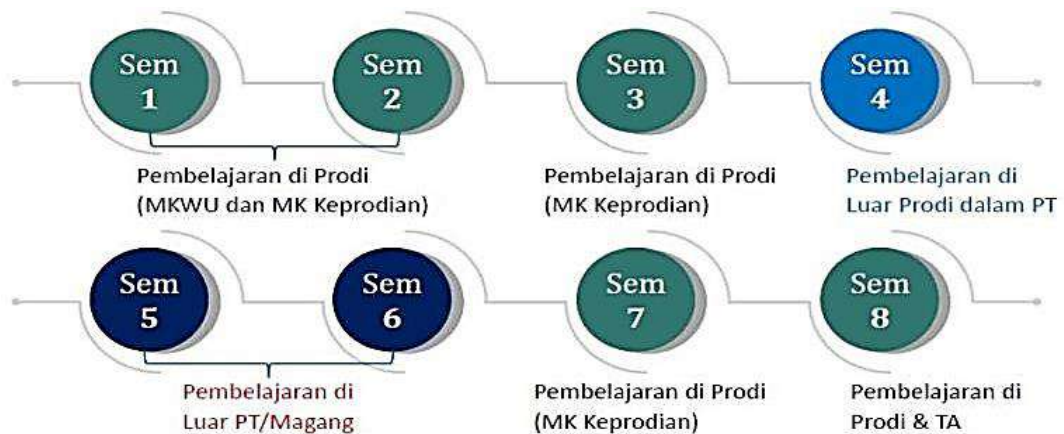 Sem
1
Sem
2
Sem
3
Sem
4
Pembelajaran di Prodi
(MKWU dan MK Keprodian)
Pembelajaran di Prodi
(MK Keprodian)
Pembelajaran di
Luar Prodi dalam PT
Sem
5
Sem
6
Sem
7
Sem
8
Pembelajaran di
Luar PT/Magang
Pembelajaran di Prodi
(MK Keprodian)
Pembelajaran di
Prodi & TA